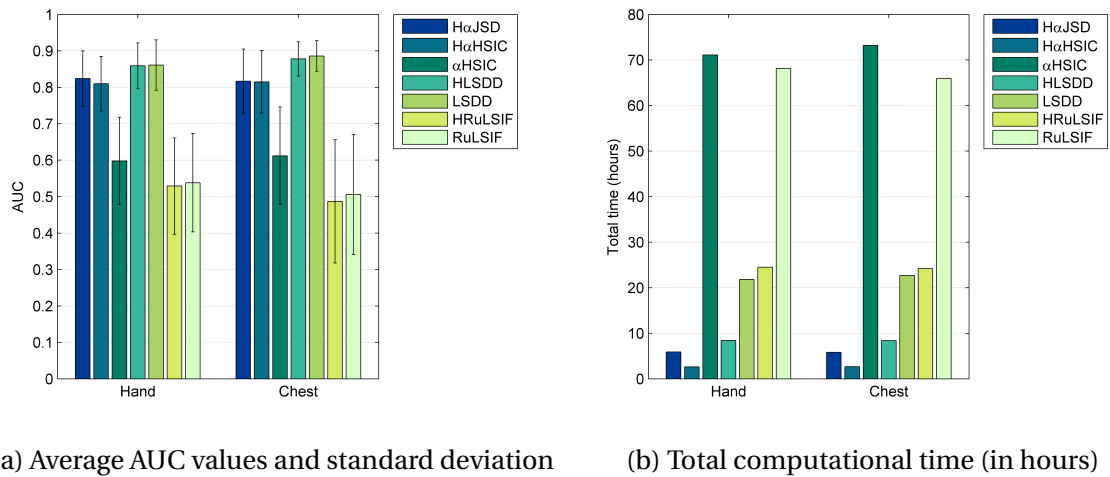 1
0.9
0.8
0.7
0.6
0.5
0.4
0.3
0.2
0.1
0
AUC
Hand Chest
HαJSD
HαHSIC
αHSIC
HLSDD
LSDD
HRuLSIF
RuLSIF
80
70
60
50
40
30
20
10
0
Total time (hours)
Hand Chest
HαJSD
HαHSIC
αHSIC
HLSDD
LSDD
HRuLSIF
RuLSIF
a) Average AUC values and standard deviation
(b) Total computational time (in hours)